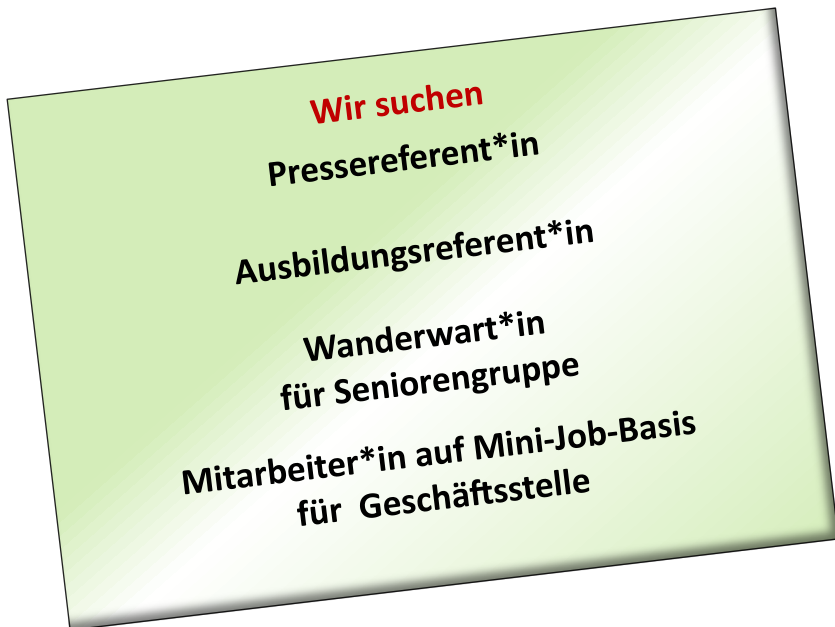 Wir suchen
Pressereferent*in
Ausbildungsreferent*in
Wanderwart*in
für Seniorengruppe
Mitarbeiter*in auf Mini-Job-Basis
für Geschäftsstelle